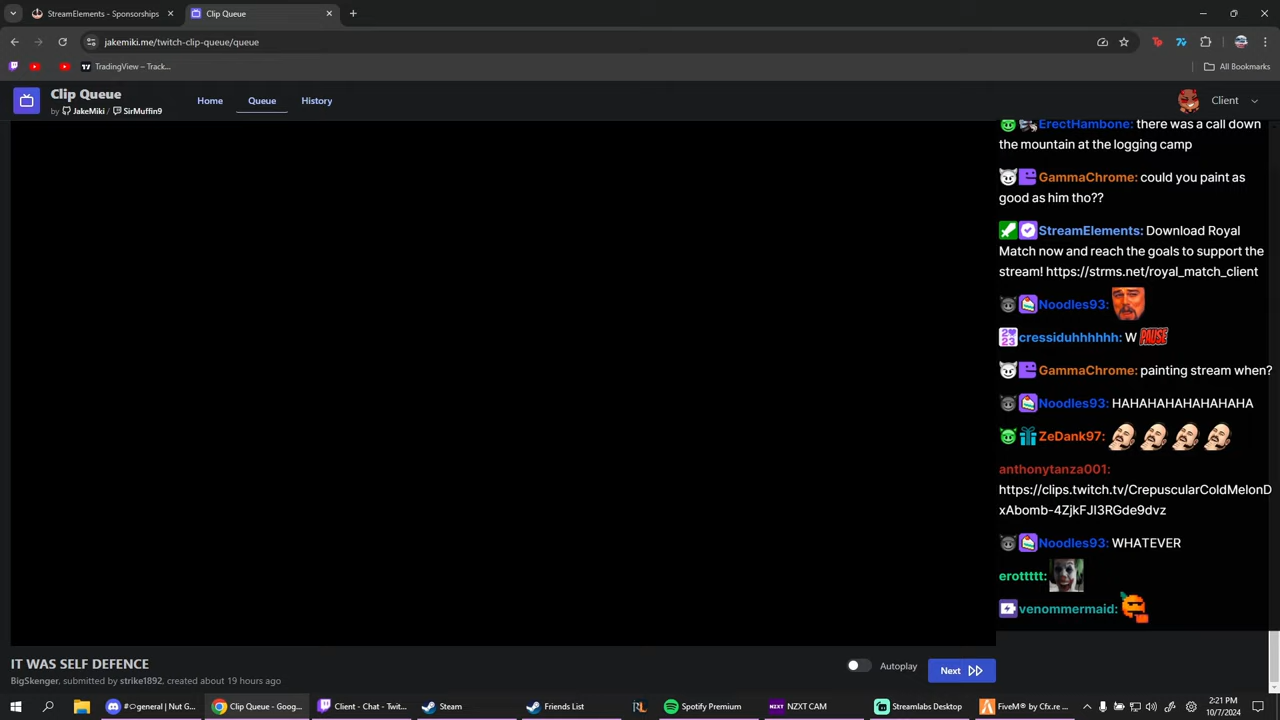 StreamElements - Sponsorships
Clip Queue
jakemiki.me/twitch-clip-queue/queue
TradingView – Track...
All Bookmarks
Clip Queue
by JakeMiki / SirMuffin9
Home
Queue
History
Client
ErectHambone: there was a call down
the mountain at the logging camp
GammaChrome: could you paint as
good as him tho??
StreamElements: Download Royal
Match now and reach the goals to support the
stream! https://strms.net/royal_match_client
Noodles93:
2023 cressiduhhhhhh: W PAUSE
GammaChrome: painting stream when?
Noodles93: HAHAHAHAHAHAHAHA
ZeDank97:
anthonytanza001:
https://clips.twitch.tv/CrepuscularColdMelonD
xAbomb-4ZjkFJI3RGde9dvz
Noodles93: WHATEVER
erottttt:
venommermaid:
IT WAS SELF DEFENCE
BigSkenger, submitted by strike1892, created about 19 hours ago
Autoplay
Next
#general | Nut G...
Clip Queue - Goog...
Client - Chat - Twit...
Steam
Friends List
RL
Spotify Premium
NZXT
NZXT CAM
Streamlabs Desktop
FiveM® by Cfx.re ...
2:21 PM
10/7/2024